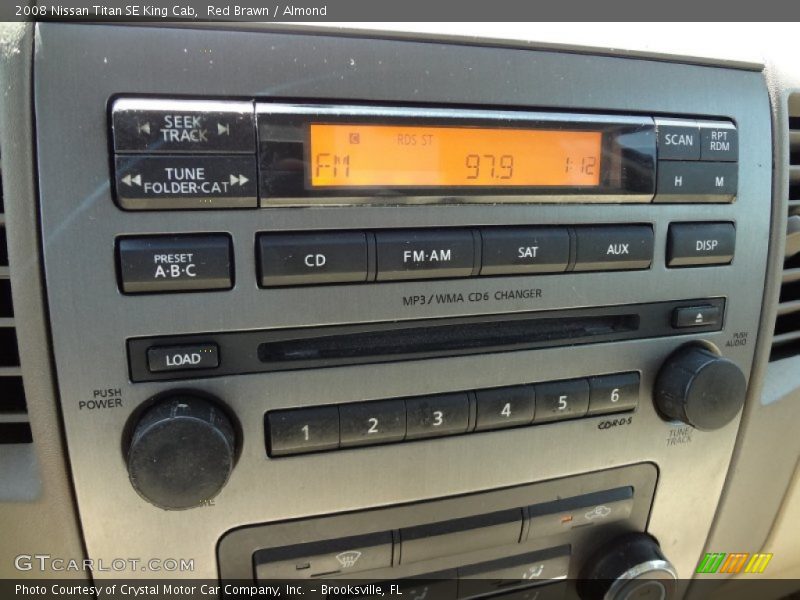 2008 Nissan Titan SE King Cab, Red Brawn / Almond
SEEK
TRACK
TUNE
FOLDER·CAT
C RDS ST
FM 97.9 1:12
SCAN RPT
RDM
H M
PRESET
A·B·C
CD FM·AM SAT AUX DISP
MP3/WMA CD6 CHANGER
LOAD
PUSH
AUDIO
PUSH
POWER
1 2 3 4 5 6
TUNE/
TRACK
GTCARLOT.COM
Photo Courtesy of Crystal Motor Car Company, Inc. – Brooksville, FL